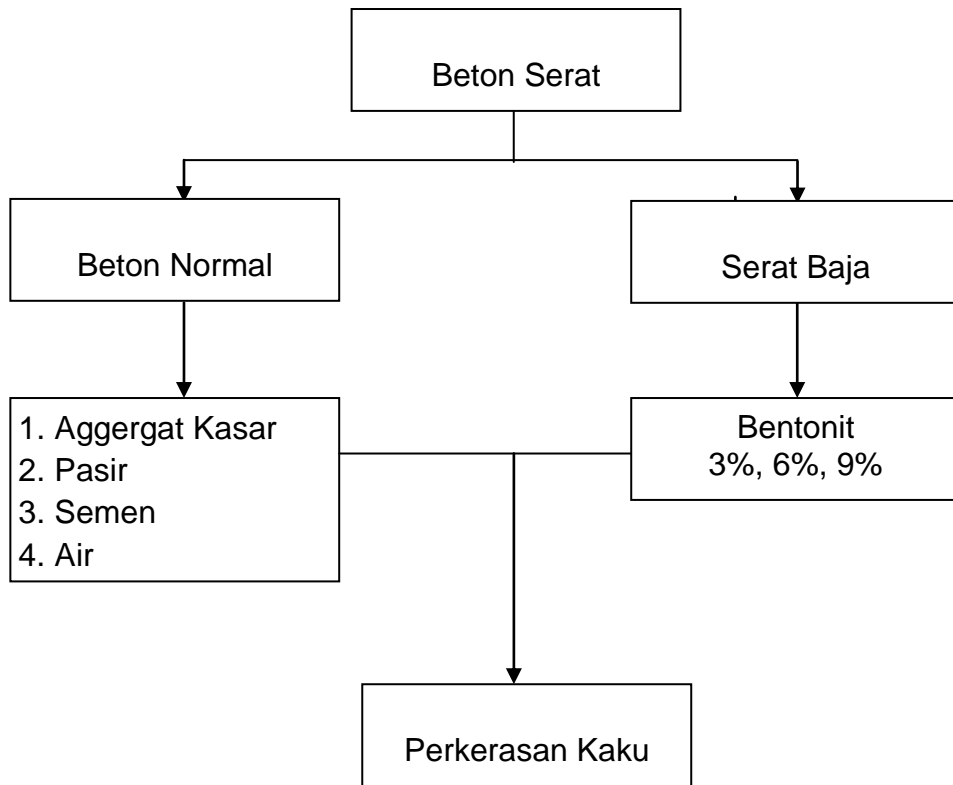 Beton Serat
Beton Normal
Serat Baja
1. Aggergat Kasar
2. Pasir
3. Semen
4. Air
Bentonit
3%, 6%, 9%
Perkerasan Kaku